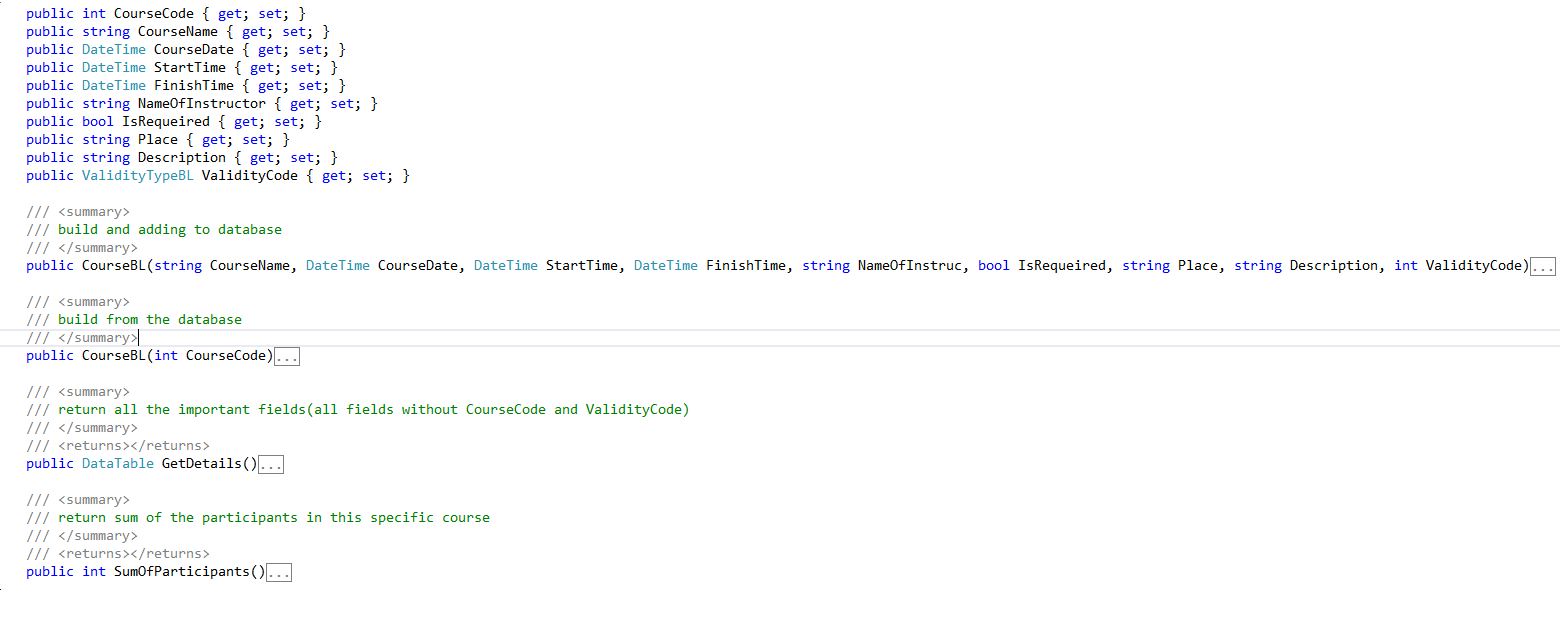 public int CourseCode { get; set; }
public string CourseName { get; set; }
public DateTime CourseDate { get; set; }
public DateTime StartTime { get; set; }
public DateTime FinishTime { get; set; }
public string NameOfInstructor { get; set; }
public bool IsRequeired { get; set; }
public string Place { get; set; }
public string Description { get; set; }
public ValidityTypeBL ValidityCode { get; set; }
/// <summary>
/// build and adding to database
/// </summary>
public CourseBL(string CourseName, DateTime CourseDate, DateTime StartTime, DateTime FinishTime, string NameOfInstruc, bool IsRequeired, string Place, string Description, int ValidityCode)...
/// <summary>
/// build from the database
/// </summary>
public CourseBL(int CourseCode)...
/// <summary>
/// return all the important fields(all fields without CourseCode and ValidityCode)
/// </summary>
/// <returns></returns>
public DataTable GetDetails()...
/// <summary>
/// return sum of the participants in this specific course
/// </summary>
/// <returns></returns>
public int SumOfParticipants()...